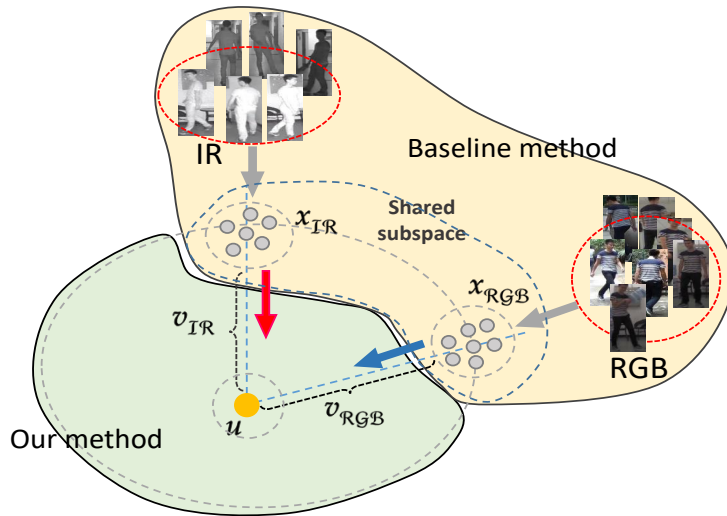 IR
Baseline method
Shared
subspace
x_IR
x_RGB
v_IR
RGB
v_RGB
u
Our method